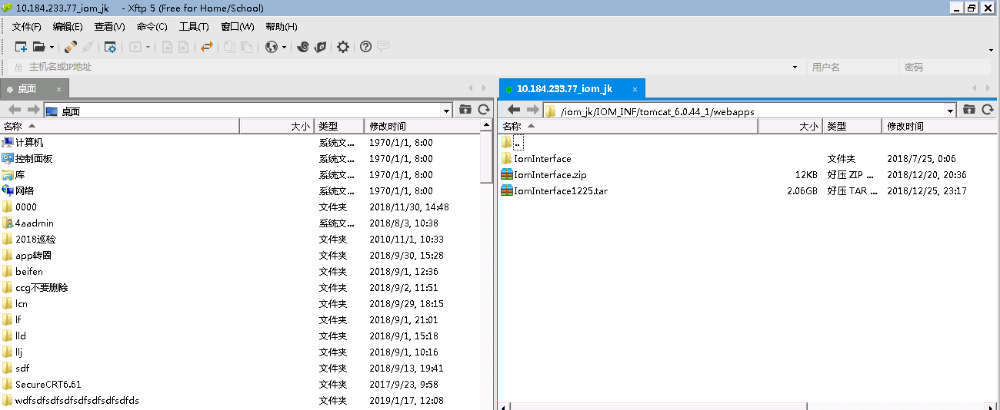 10.184.233.77_iom_jk - Xftp 5 (Free for Home/School)
文件(F) 编辑(E) 查看(V) 命令(C) 工具(T) 窗口(W) 帮助(H)
主机名或IP地址 用户名 密码
桌面 ×
桌面
名称 大小 类型 修改时间
计算机 系统文... 1970/1/1, 8:00
控制面板 系统文... 1970/1/1, 8:00
库 系统文... 1970/1/1, 8:00
网络 系统文... 1970/1/1, 8:00
0000 文件夹 2018/11/30, 14:48
4aadmin 系统文... 2018/8/3, 10:38
2018巡检 文件夹 2010/11/1, 10:33
app转圈 文件夹 2018/9/30, 15:28
beifen 文件夹 2018/9/1, 12:36
ccg不要删除 文件夹 2018/9/2, 11:51
lcn 文件夹 2018/9/29, 18:15
lf 文件夹 2018/9/1, 21:01
lld 文件夹 2018/9/1, 15:18
llj 文件夹 2018/9/1, 10:16
sdf 文件夹 2018/9/13, 19:41
SecureCRT6.61 文件夹 2017/9/23, 9:58
wdfsdfsdfsdfsdfsdfsdfsdfds 文件夹 2019/1/17, 12:08
10.184.233.77_iom_jk ×
/iom_jk/IOM_INF/tomcat_6.0.44_1/webapps
名称 大小 类型 修改时间
..
IomInterface 文件夹 2018/7/25, 0:06
IomInterface.zip 12KB 好压 ZIP ... 2018/12/20, 20:36
IomInterface1225.tar 2.06GB 好压 TAR ... 2018/12/25, 23:17